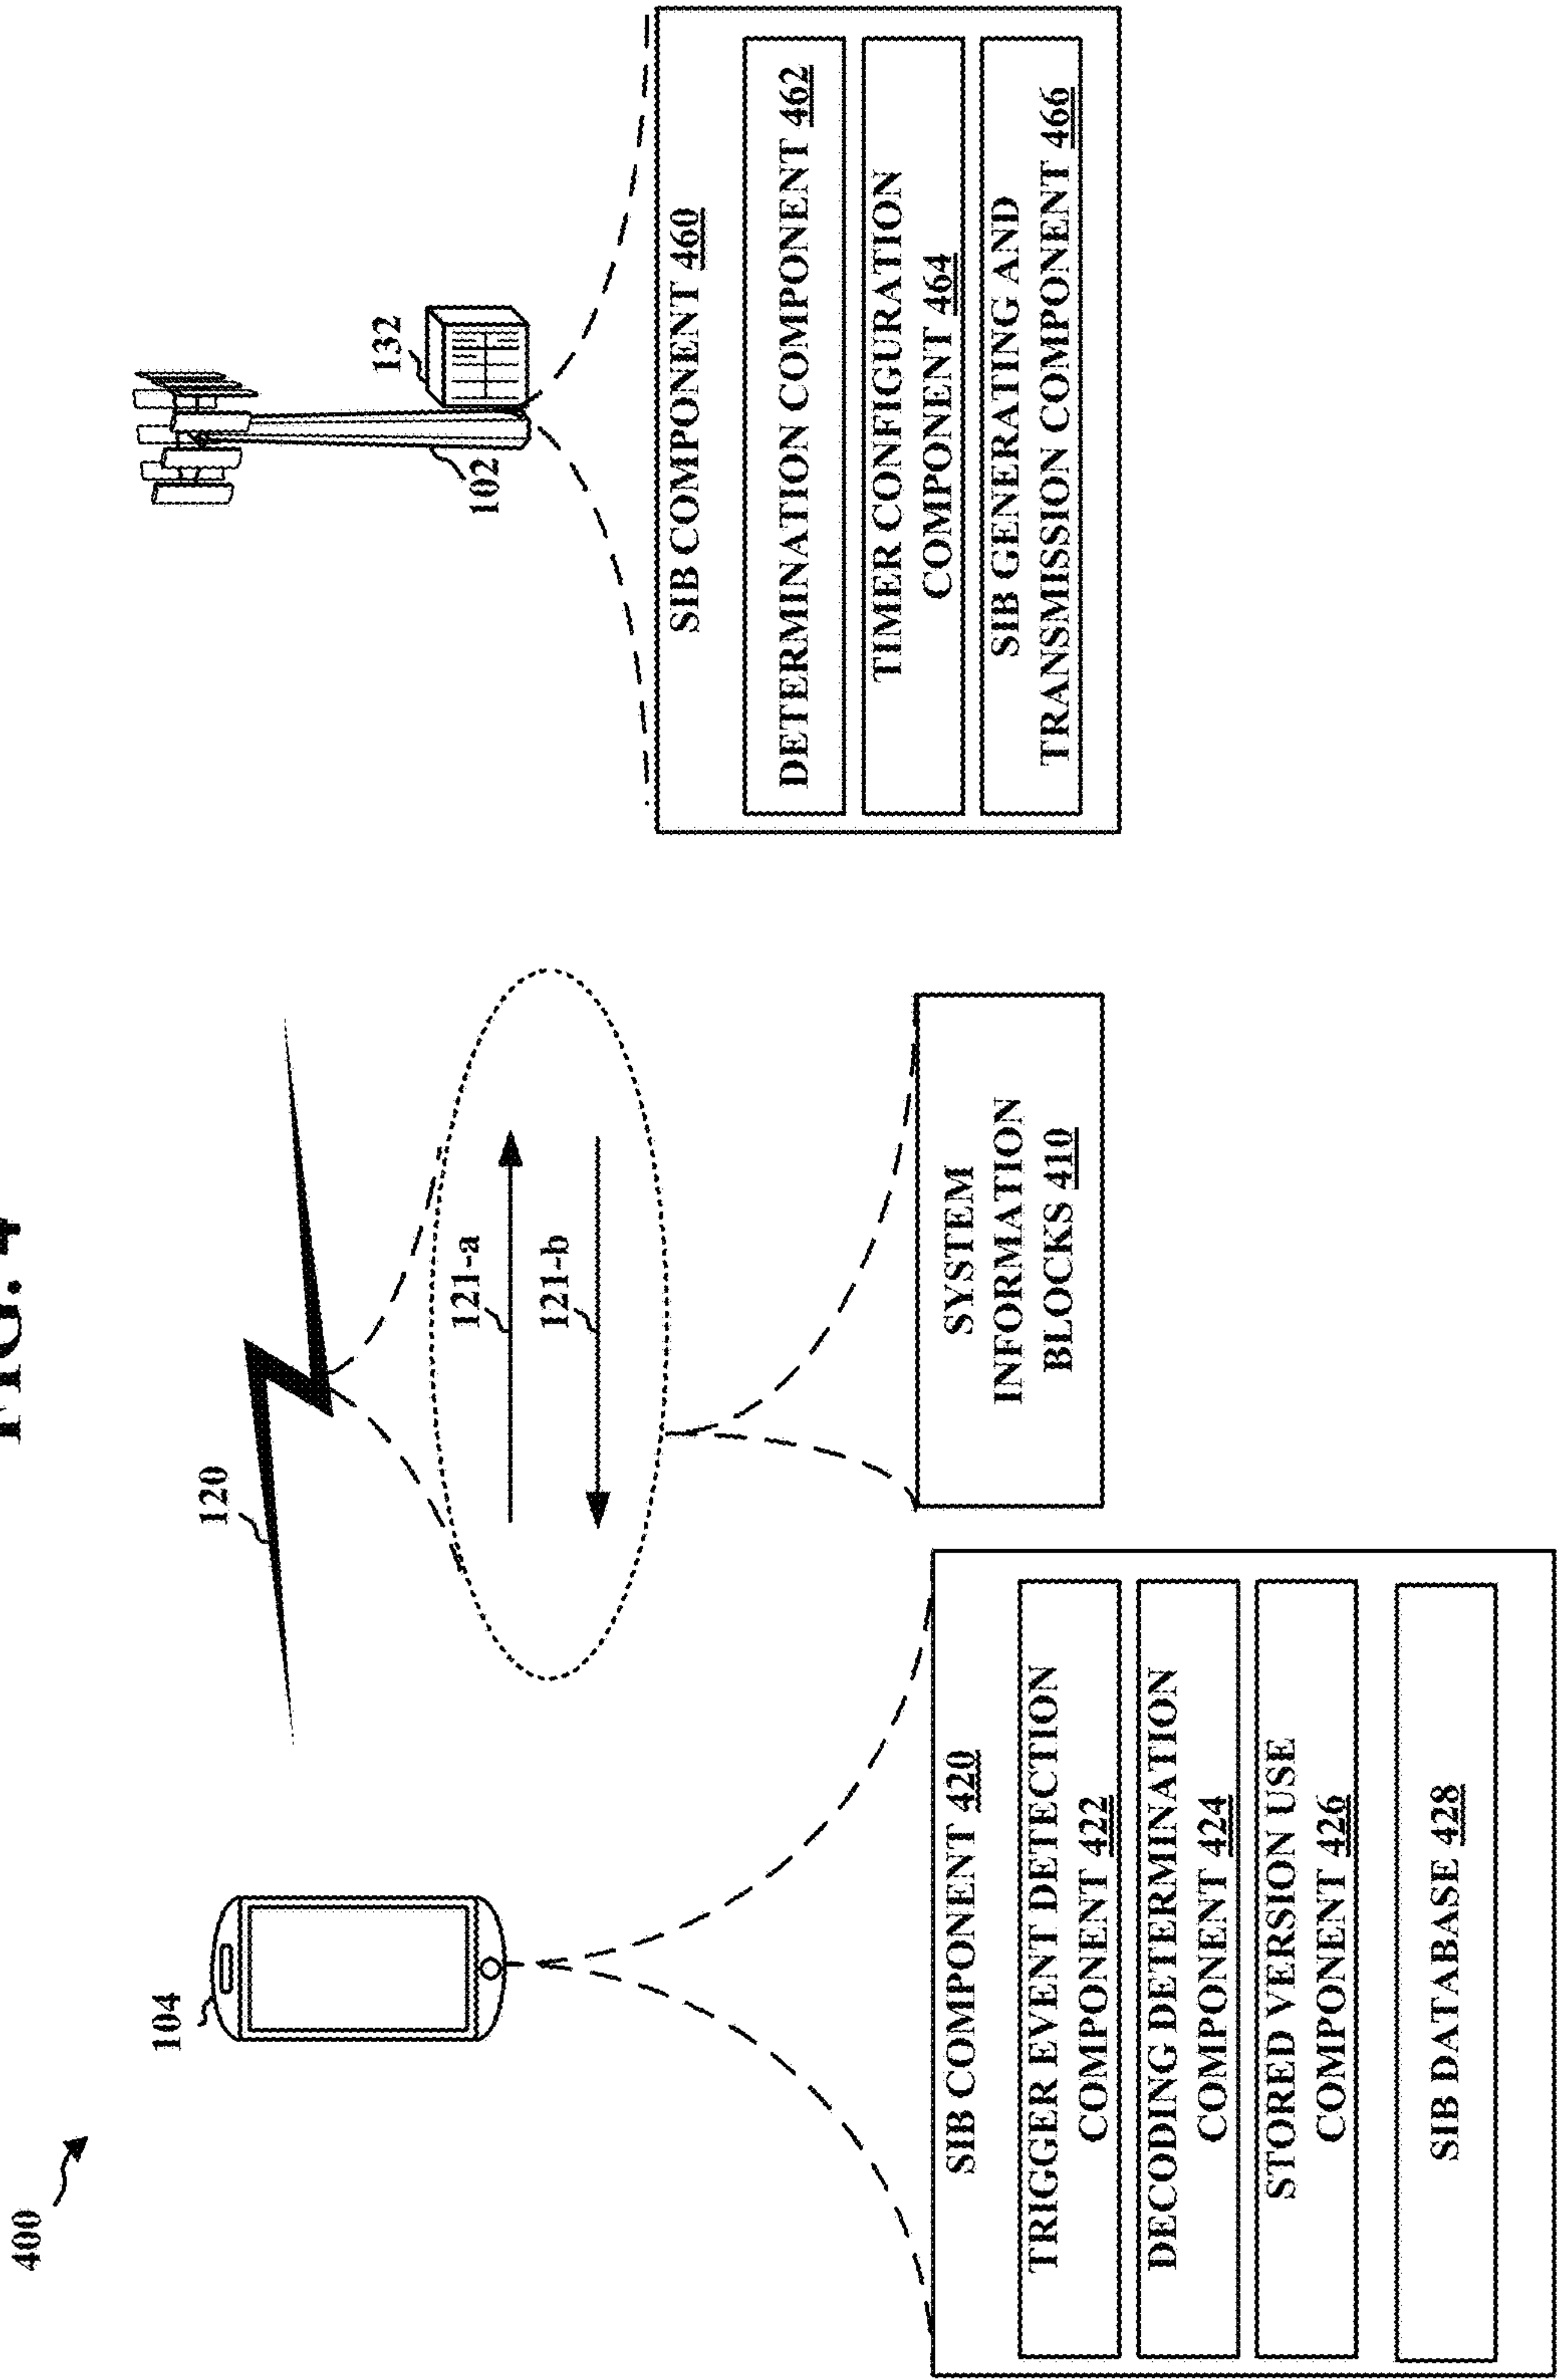 FIG. 4
400
104
120
102
132
121-a
121-b
SIB COMPONENT 420
TRIGGER EVENT DETECTION
COMPONENT 422
DECODING DETERMINATION
COMPONENT 424
STORED VERSION USE
COMPONENT 426
SIB DATABASE 428
SYSTEM
INFORMATION
BLOCKS 410
SIB COMPONENT 460
DETERMINATION COMPONENT 462
TIMER CONFIGURATION
COMPONENT 464
SIB GENERATING AND
TRANSMISSION COMPONENT 466